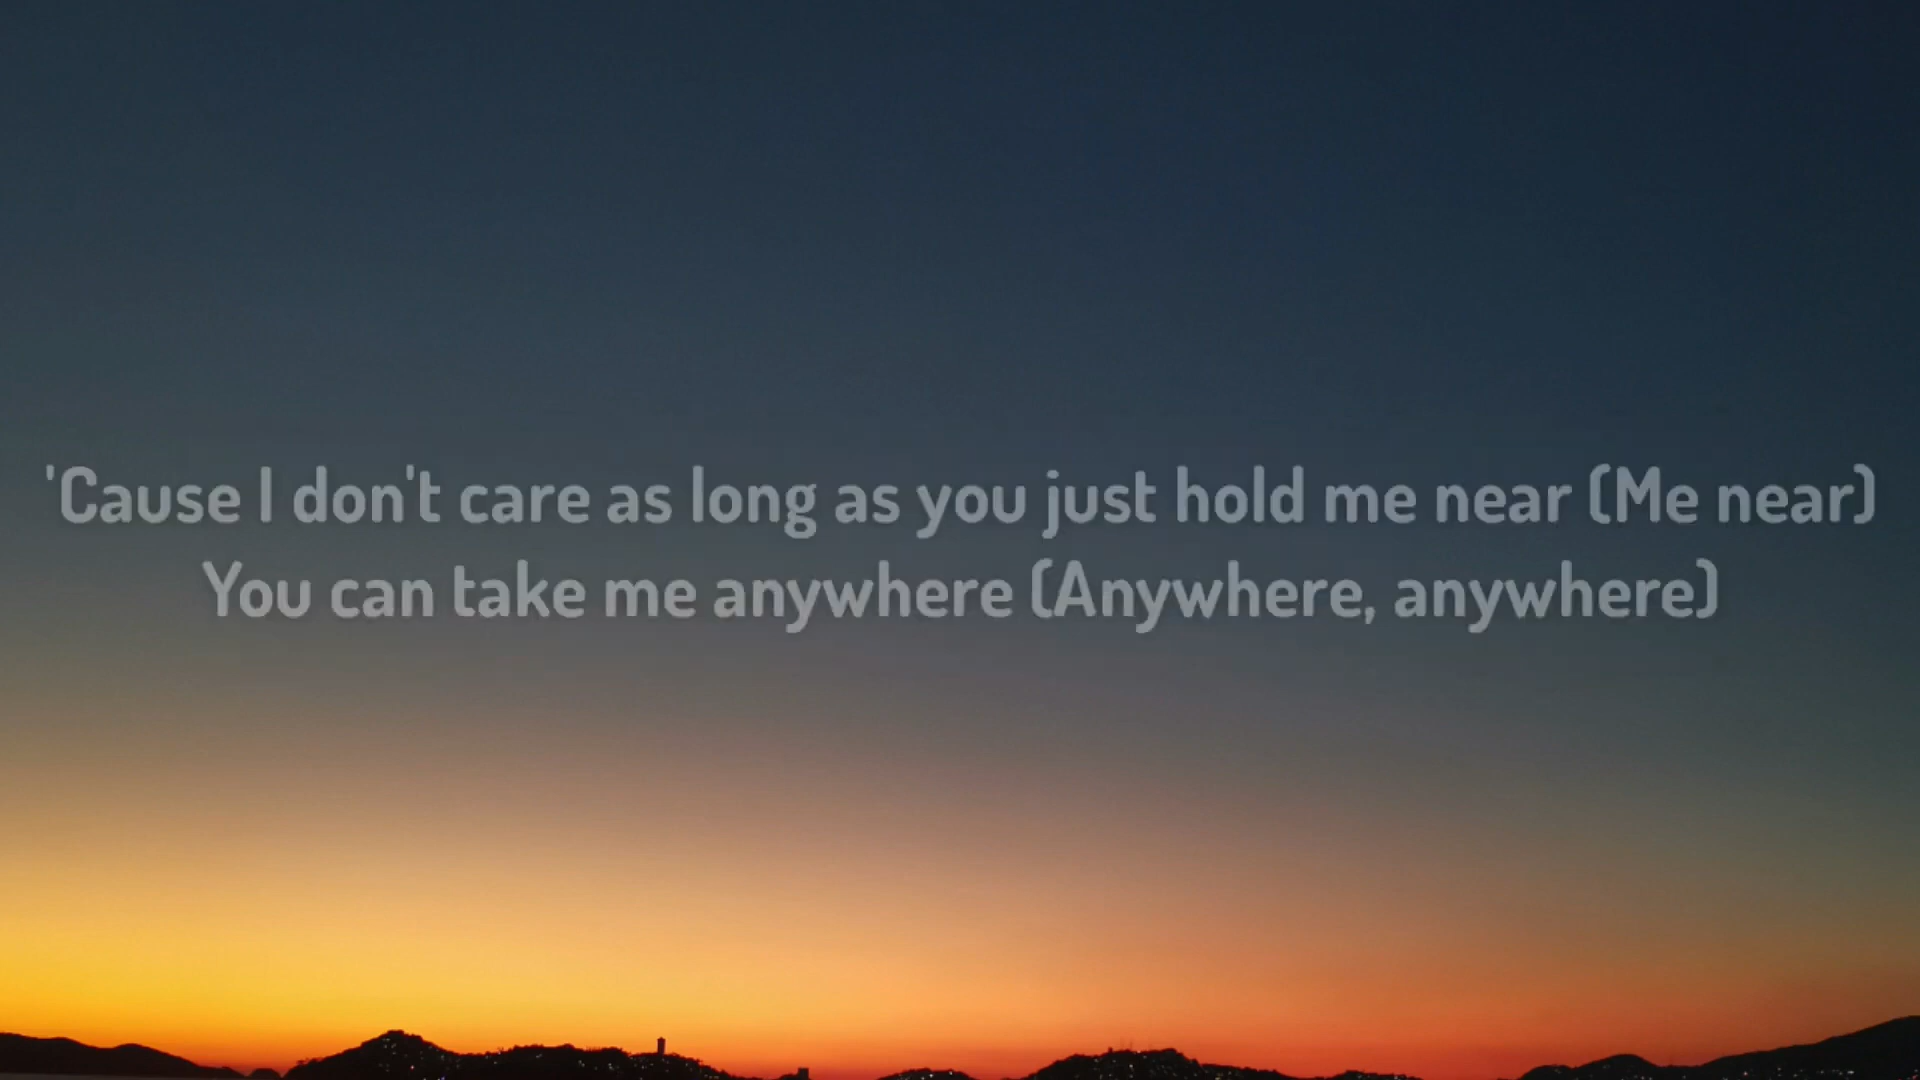 'Cause I don't care as long as you just hold me near (Me near)
You can take me anywhere (Anywhere, anywhere)